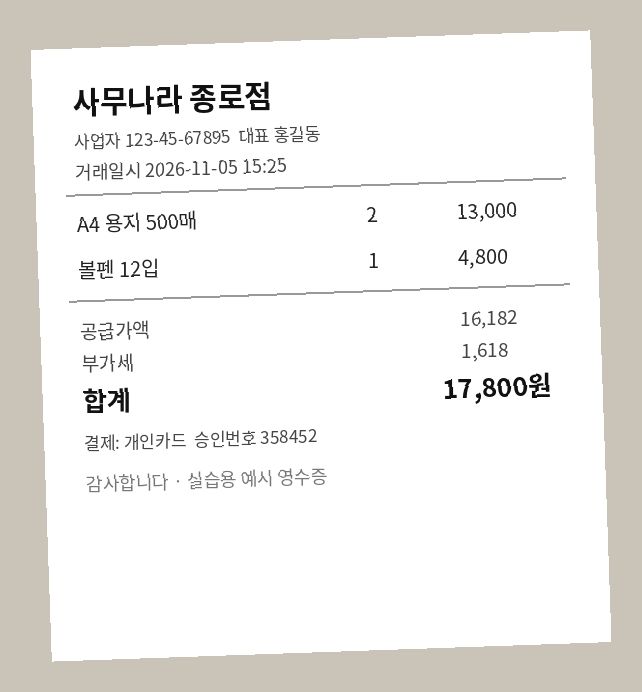 사무나라 종로점
사업자 123-45-67895 대표 홍길동
거래일시 2026-11-05 15:25
A4 용지 500매 2 13,000
볼펜 12입 1 4,800
공급가액 16,182
부가세 1,618
합계 17,800원
결제: 개인카드 승인번호 358452
감사합니다 · 실습용 예시 영수증